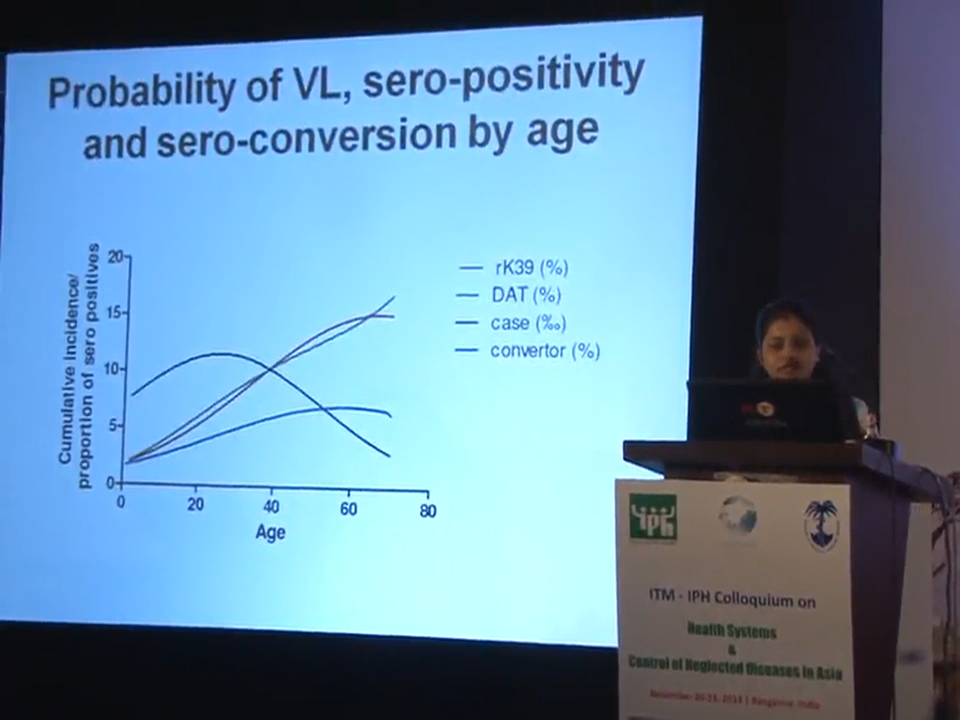 Probability of VL, sero-positivity
and sero-conversion by age
Cumulative incidence/
proportion of sero positives
20
15
10
5
0
0
20
40
60
80
Age
rK39 (%)
DAT (%)
case (‰)
convertor (%)
iph
ITM - IPH Colloquium on
Health Systems
&
Control of Neglected Diseases in Asia